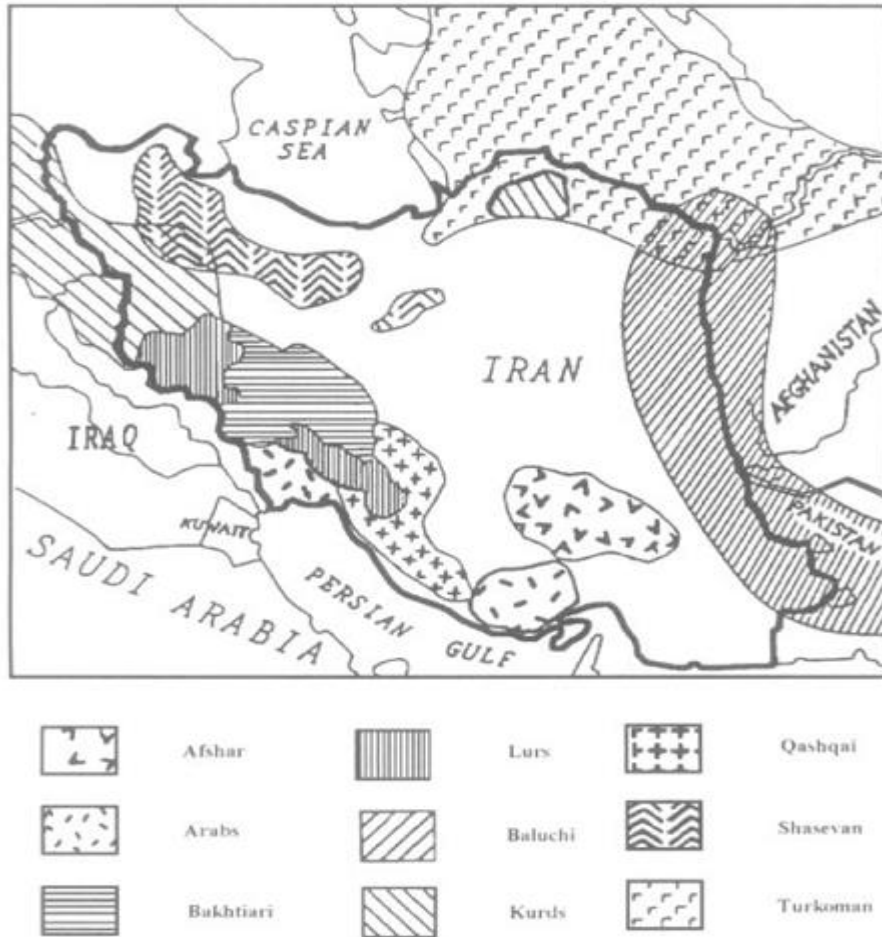 CASPIAN
SEA
IRAN
AFGHANISTAN
IRAQ
PAKISTAN
KUWAIT
SAUDI ARABIA
PERSIAN
GULF
Afshar
Lurs
Qashqai
Arabs
Baluchi
Shasevan
Bakhtiari
Kurds
Turkoman